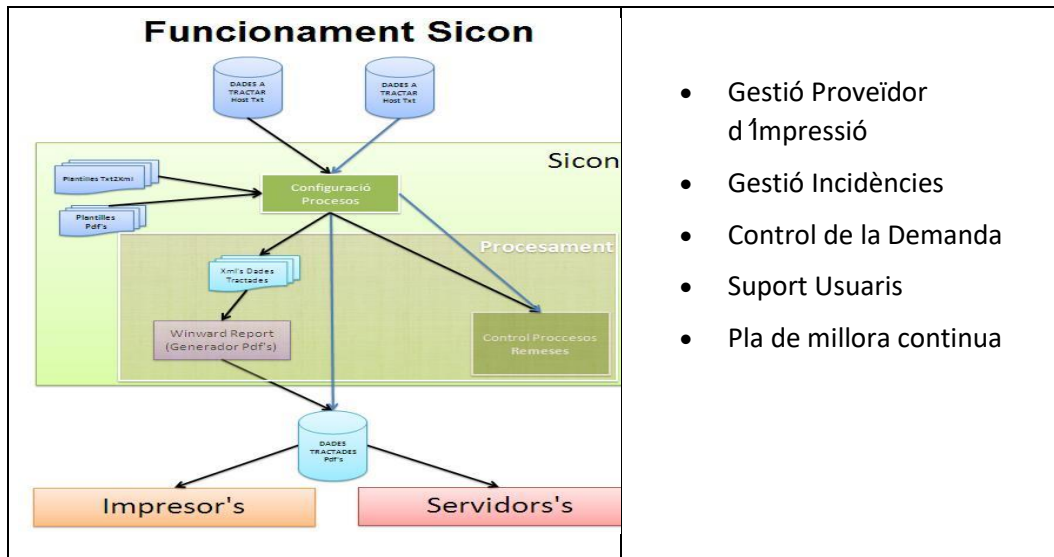 Funcionament Sicon
DADES A
TRACTAR
Host Txt
DADES A
TRACTAR
Host Txt
Sicon
Plantilles Txt2Xml
Configuració
Procesos
Plantilles
Pdf's
Procesament
Xml's Dades
Tractades
Winward Report
(Generador Pdf's)
Control Proccesos
Remeses
DADES
TRACTADES
Pdf's
Impresor's
Servidors's
• Gestió Proveïdor
d´Impressió
• Gestió Incidències
• Control de la Demanda
• Suport Usuaris
• Pla de millora continua